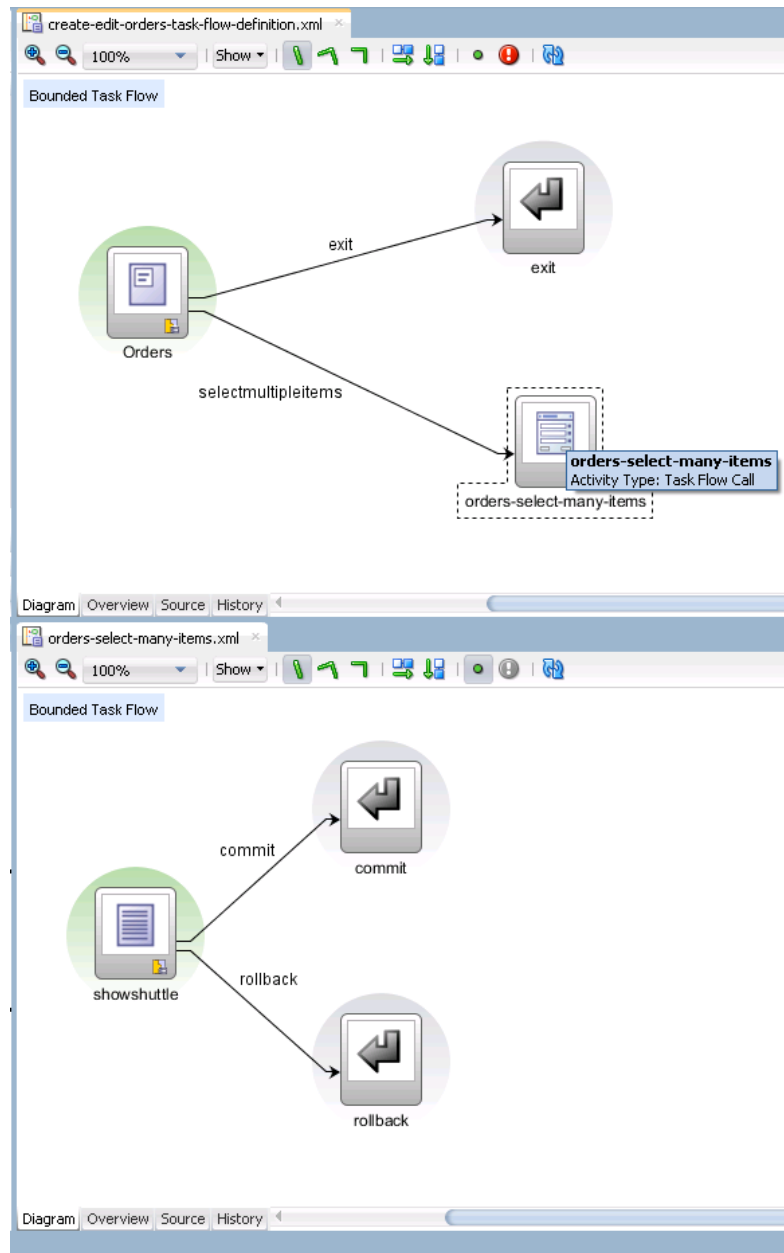 create-edit-orders-task-flow-definition.xml
100%
Show
Bounded Task Flow
exit
exit
Orders
selectmultipleitems
orders-select-many-items
Activity Type: Task Flow Call
orders-select-many-items
Diagram Overview Source History
orders-select-many-items.xml
100%
Show
Bounded Task Flow
commit
commit
showshuttle
rollback
rollback
Diagram Overview Source History